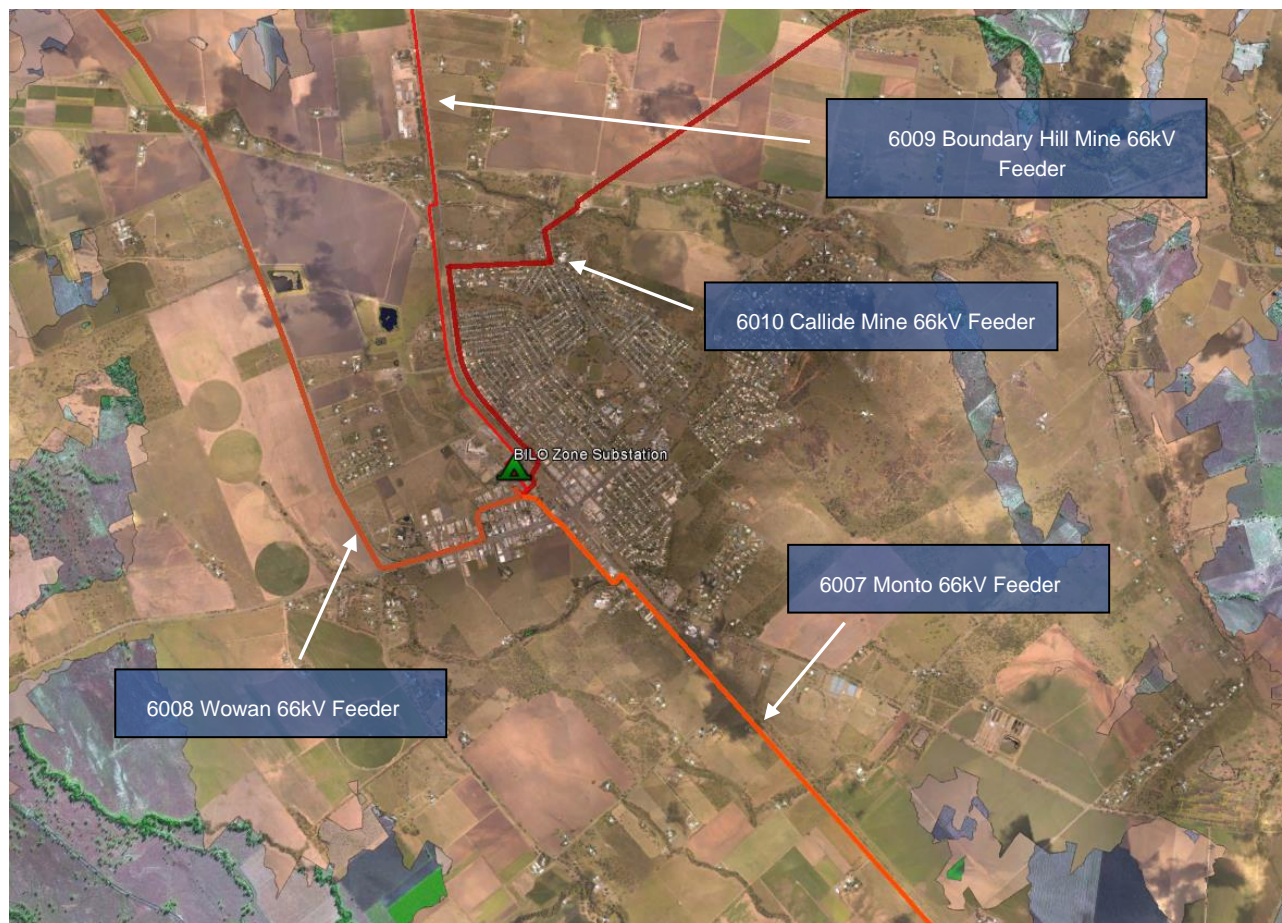 6009 Boundary Hill Mine 66kV
Feeder
6010 Callide Mine 66kV Feeder
BILO Zone Substation
6007 Monto 66kV Feeder
6008 Wowan 66kV Feeder